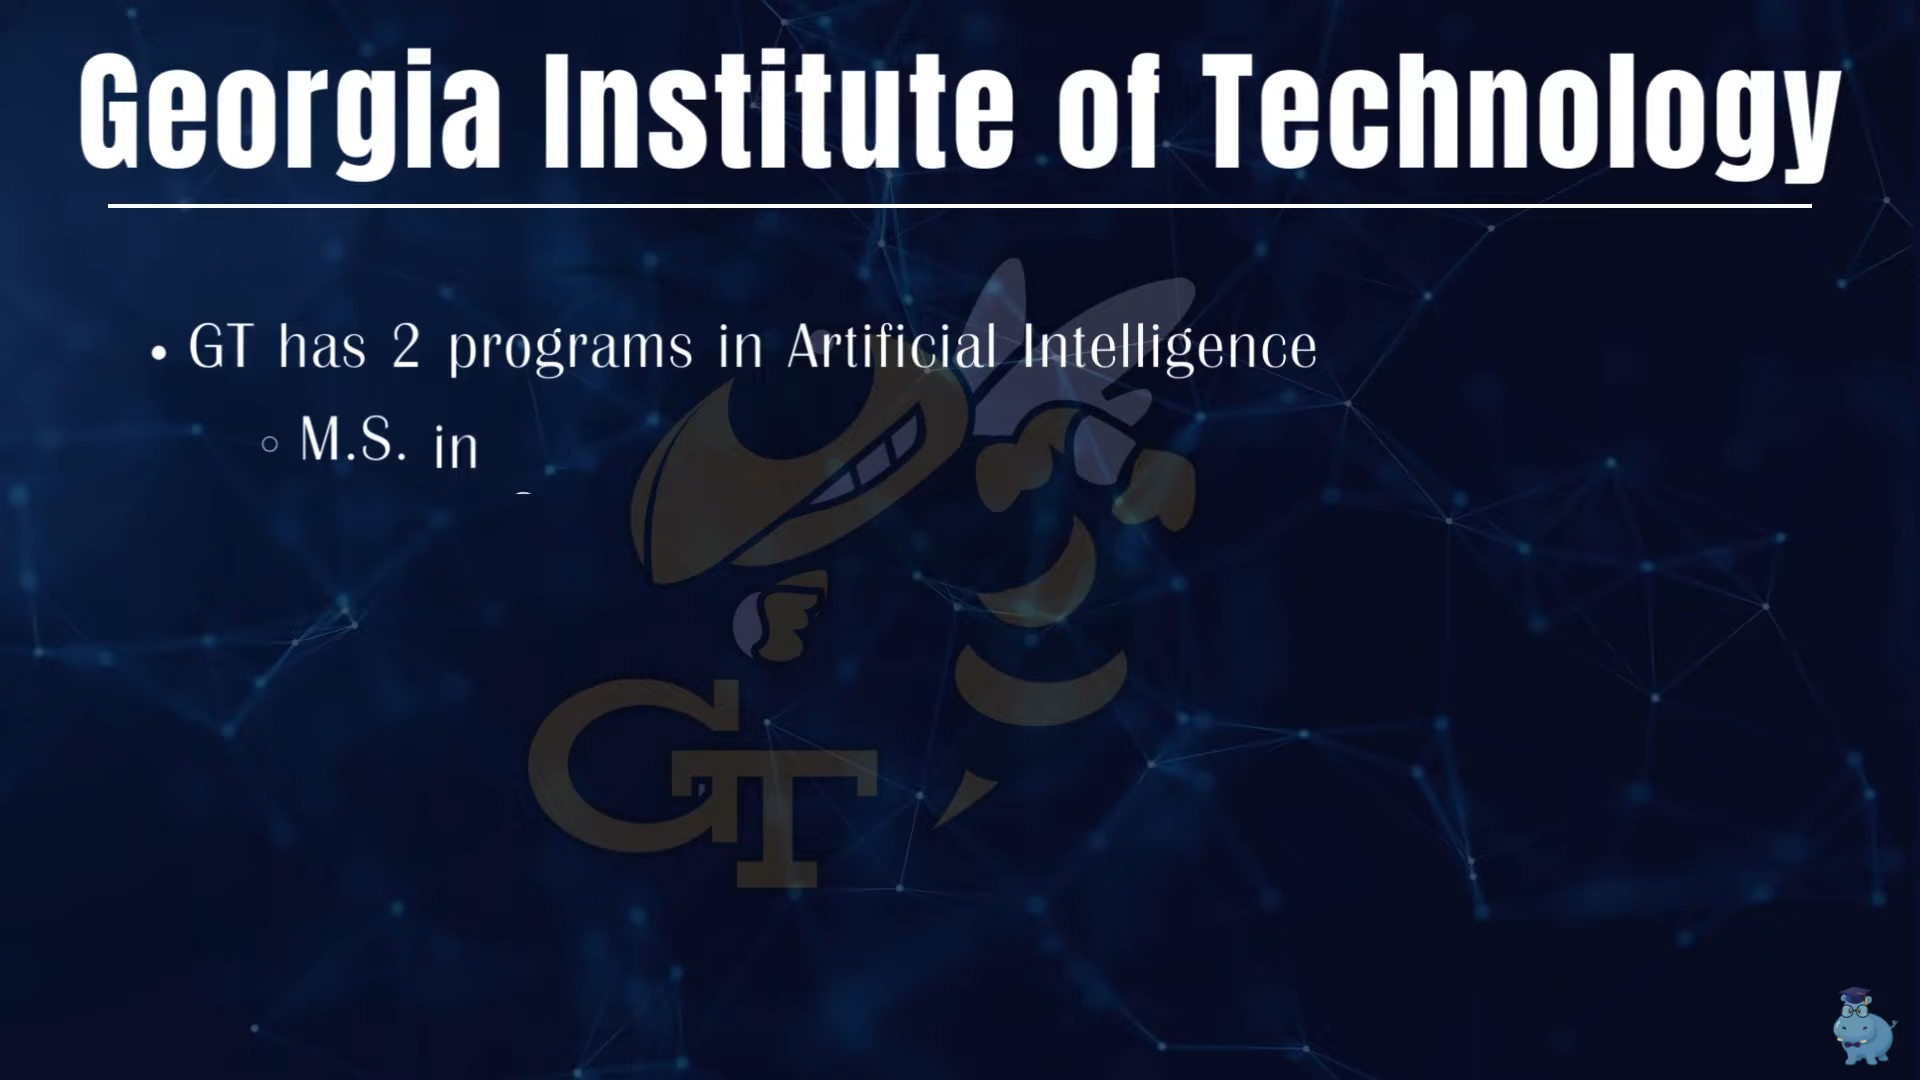 Georgia Institute of Technology
• GT has 2 programs in Artificial Intelligence
○ M.S. in
GT